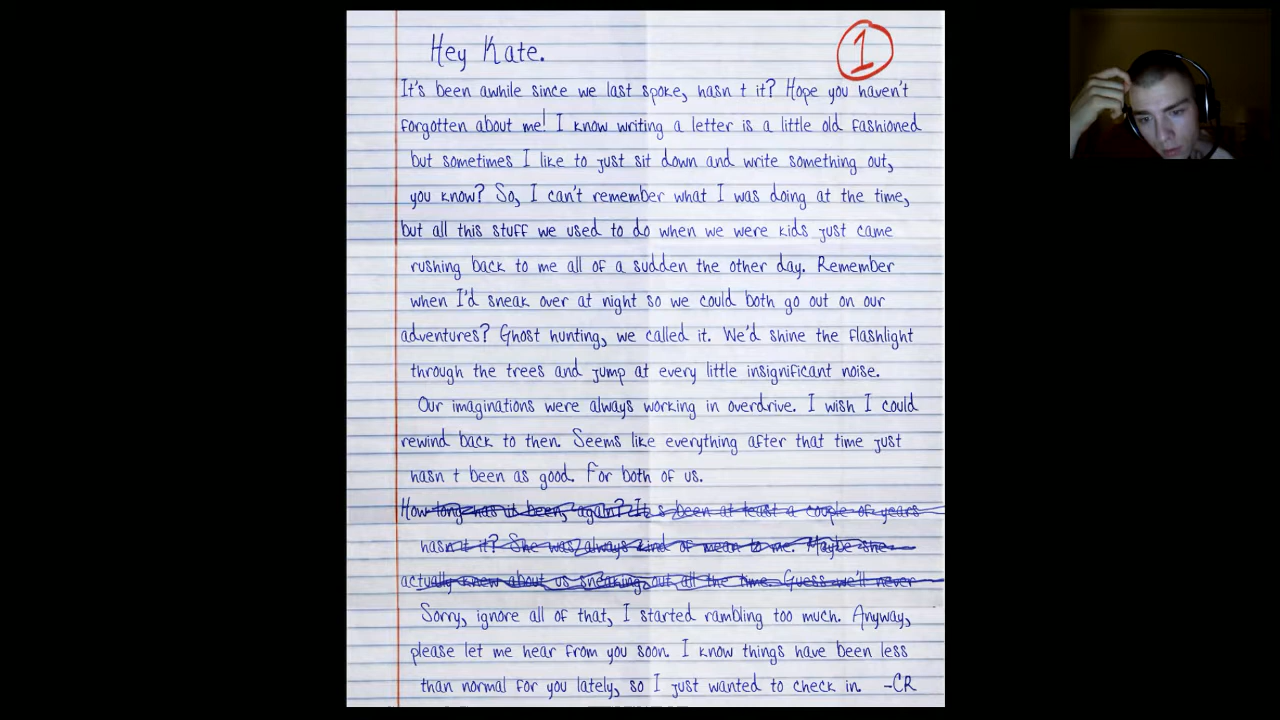 Hey Kate.
1
It's been awhile since we last spoke, hasn t it? Hope you haven't
forgotten about me! I know writing a letter is a little old fashioned
but sometimes I like to just sit down and write something out,
you know? So, I can't remember what I was doing at the time,
but all this stuff we used to do when we were kids just came
rushing back to me all of a sudden the other day. Remember
when I'd sneak over at night so we could both go out on our
adventures? Ghost hunting, we called it. We'd shine the flashlight
through the trees and jump at every little insignificant noise.
Our imaginations were always working in overdrive. I wish I could
rewind back to then. Seems like everything after that time just
hasn t been as good. For both of us.
How long has it been, again? It s been at least a couple of years
hasn t it? She was always kind of mean to me. Maybe she
actually knew about us sneaking out all the time. Guess we'll never
Sorry, ignore all of that, I started rambling too much. Anyway,
please let me hear from you soon. I know things have been less
than normal for you lately, so I just wanted to check in. -CR